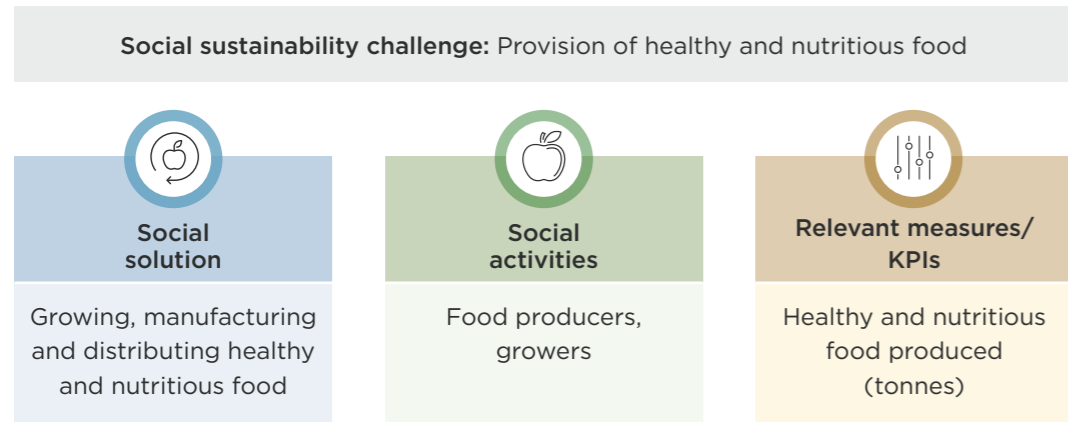 Social sustainability challenge: Provision of healthy and nutritious food
Social
solution
Growing, manufacturing
and distributing healthy
and nutritious food
Social
activities
Food producers,
growers
Relevant measures/
KPIs
Healthy and nutritious
food produced
(tonnes)